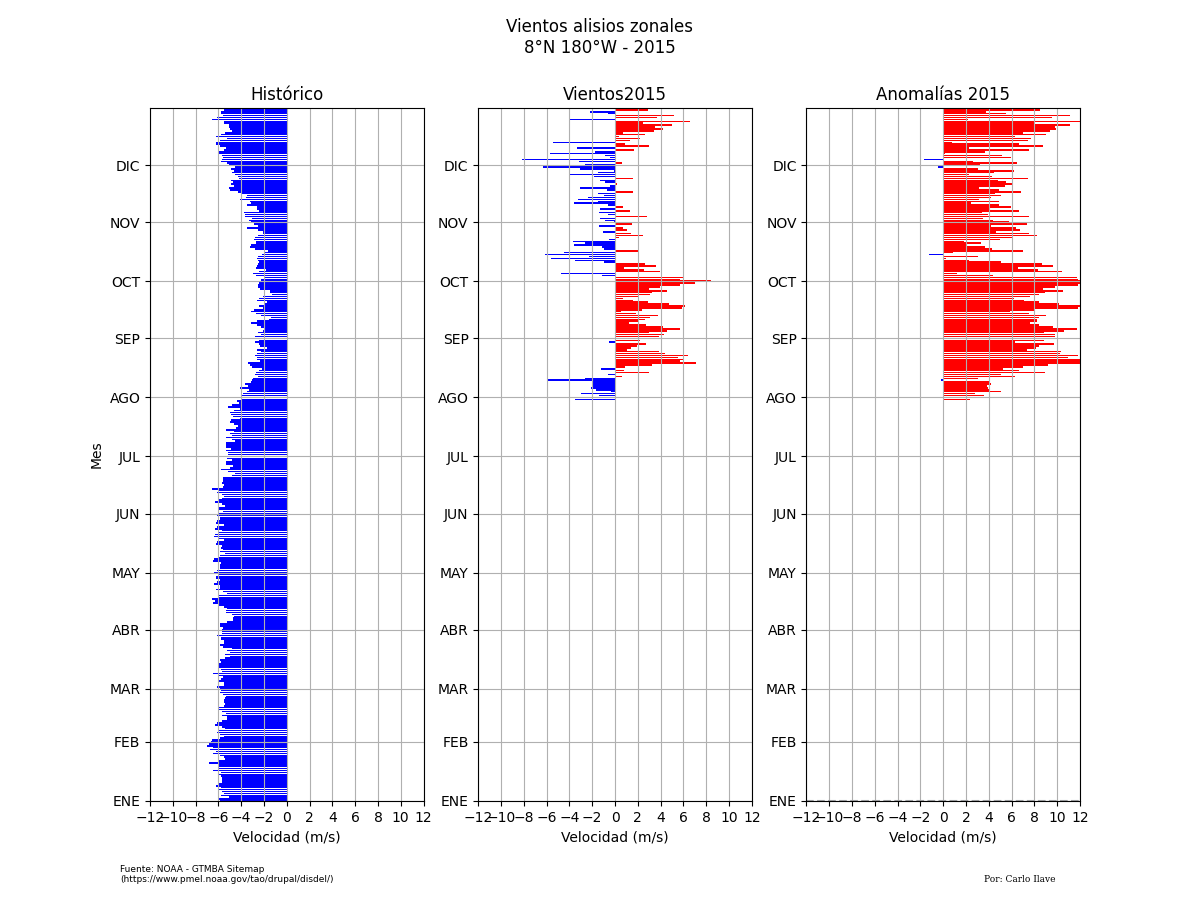 Vientos alisios zonales
8°N 180°W - 2015
Histórico
Vientos2015
Anomalías 2015
DIC
NOV
OCT
SEP
AGO
JUL
JUN
MAY
ABR
MAR
FEB
ENE
Mes
−12 −10 −8 −6 −4 −2 0 2 4 6 8 10 12
Velocidad (m/s)
DIC
NOV
OCT
SEP
AGO
JUL
JUN
MAY
ABR
MAR
FEB
ENE
−12 −10 −8 −6 −4 −2 0 2 4 6 8 10 12
Velocidad (m/s)
DIC
NOV
OCT
SEP
AGO
JUL
JUN
MAY
ABR
MAR
FEB
ENE
−12 −10 −8 −6 −4 −2 0 2 4 6 8 10 12
Velocidad (m/s)
Fuente: NOAA - GTMBA Sitemap
(https://www.pmel.noaa.gov/tao/drupal/disdel/)
Por: Carlo Ilave